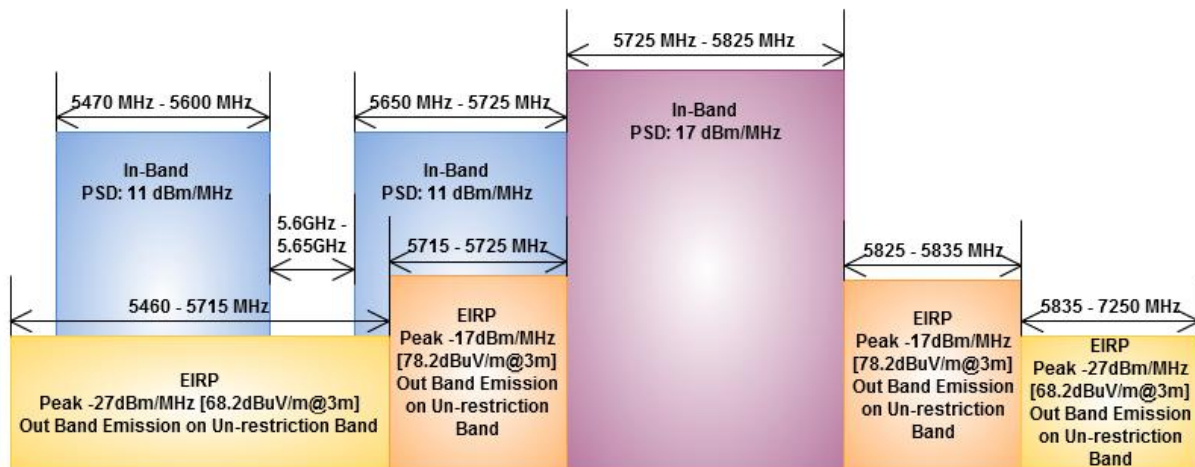 5725 MHz - 5825 MHz
5470 MHz - 5600 MHz
5650 MHz - 5725 MHz
In-Band
PSD: 11 dBm/MHz
In-Band
PSD: 11 dBm/MHz
In-Band
PSD: 17 dBm/MHz
5.6GHz -
5.65GHz
5715 - 5725 MHz
5825 - 5835 MHz
5460 - 5715 MHz
5835 - 7250 MHz
EIRP
Peak -27dBm/MHz [68.2dBuV/m@3m]
Out Band Emission on Un-restriction Band
EIRP
Peak -17dBm/MHz
[78.2dBuV/m@3m]
Out Band Emission
on Un-restriction
Band
EIRP
Peak -17dBm/MHz
[78.2dBuV/m@3m]
Out Band Emission
on Un-restriction
Band
EIRP
Peak -27dBm/MHz
[68.2dBuV/m@3m]
Out Band Emission
on Un-restriction
Band